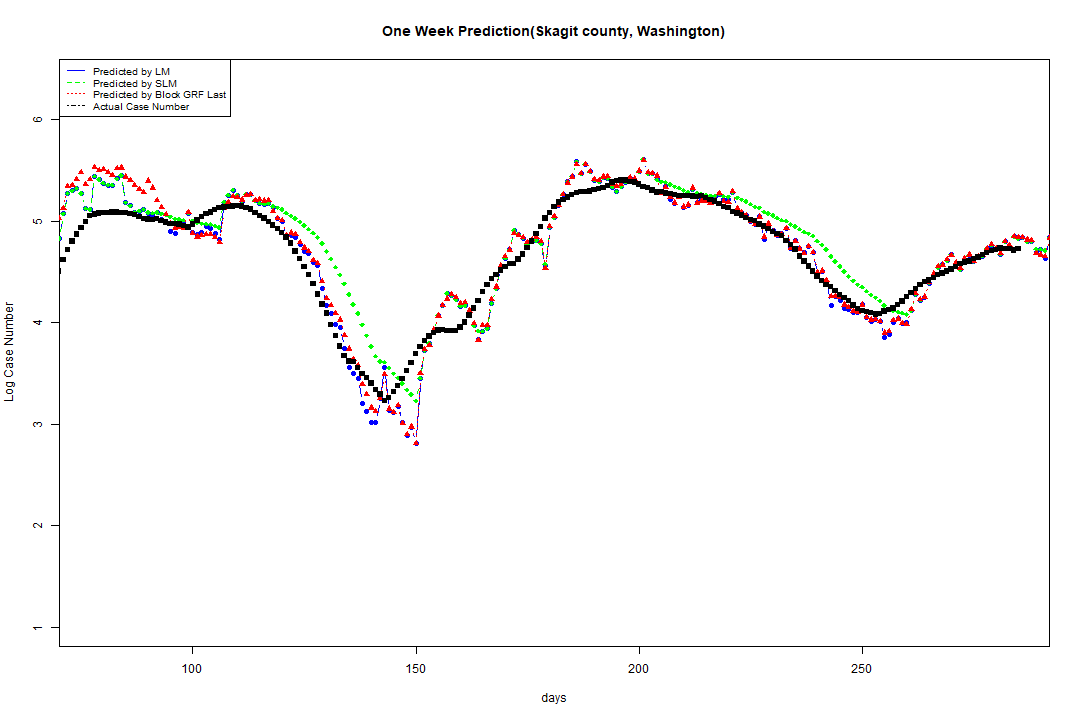 One Week Prediction(Skagit county, Washington)
Predicted by LM
Predicted by SLM
Predicted by Block GRF Last
Actual Case Number
6
5
4
3
2
1
Log Case Number
100 150 200 250
days